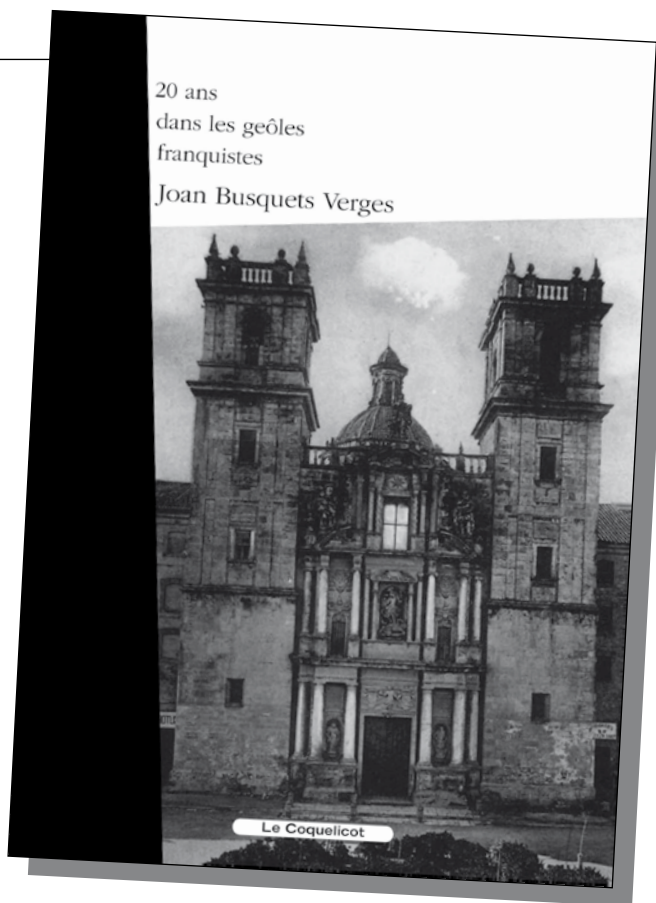 20 ans
dans les geôles
franquistes
Joan Busquets Verges
Le Coquelicot